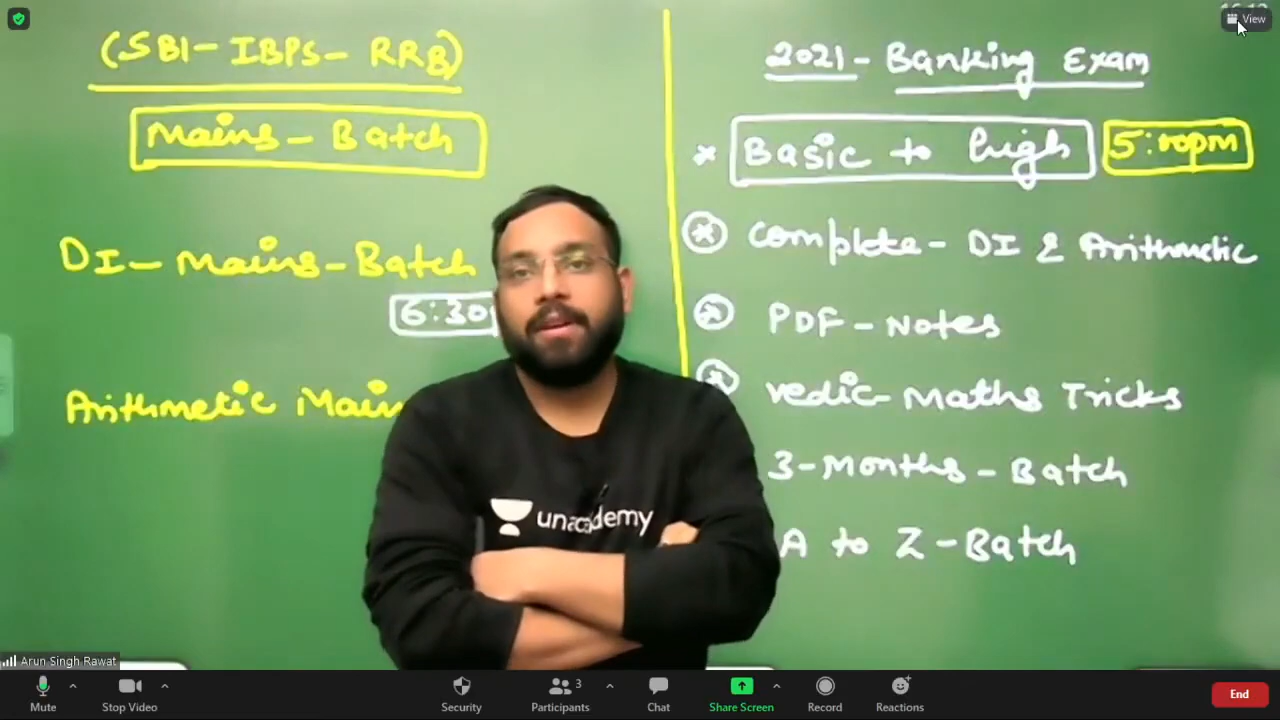 View
(SBI-IBPS-RRB)
Mains-Batch
DI-Mains-Batch
6:30
Arithmetic Main
2021-Banking Exam
* Basic to high
5:00pm
* Complete-DI & Arithmetic
* PDF-Notes
* Vedic-Maths Tricks
3-Months-Batch
A to Z-Batch
unacademy
Arun Singh Rawat
Mute
Stop Video
Security
Participants 3
Chat
Share Screen
Record
Reactions
End